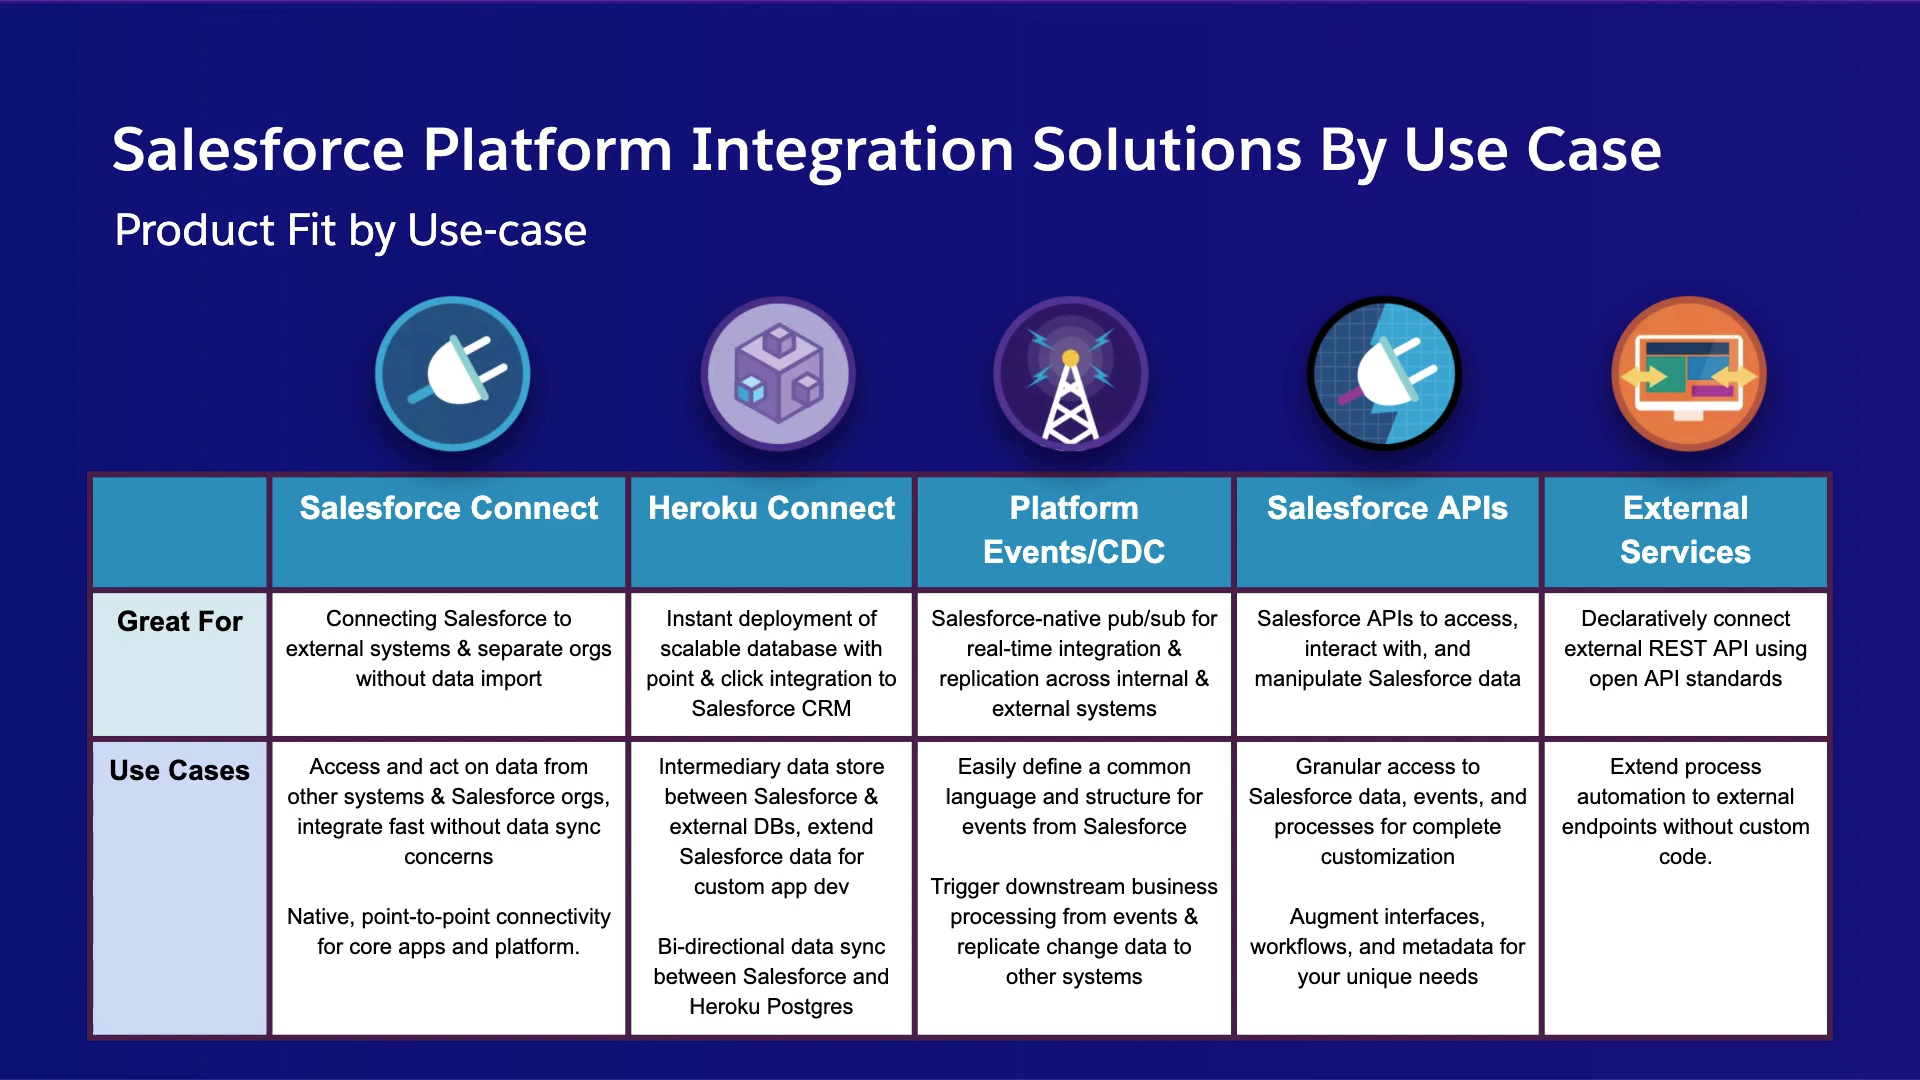 Salesforce Platform Integration Solutions By Use Case
Product Fit by Use-case
Salesforce Connect
Heroku Connect
Platform
Events/CDC
Salesforce APIs
External
Services
Great For
Connecting Salesforce to
external systems & separate orgs
without data import
Instant deployment of
scalable database with
point & click integration to
Salesforce CRM
Salesforce-native pub/sub for
real-time integration &
replication across internal &
external systems
Salesforce APIs to access,
interact with, and
manipulate Salesforce data
Declaratively connect
external REST API using
open API standards
Use Cases
Access and act on data from
other systems & Salesforce orgs,
integrate fast without data sync
concerns
Native, point-to-point connectivity
for core apps and platform.
Intermediary data store
between Salesforce &
external DBs, extend
Salesforce data for
custom app dev
Bi-directional data sync
between Salesforce and
Heroku Postgres
Easily define a common
language and structure for
events from Salesforce
Trigger downstream business
processing from events &
replicate change data to
other systems
Granular access to
Salesforce data, events, and
processes for complete
customization
Augment interfaces,
workflows, and metadata for
your unique needs
Extend process
automation to external
endpoints without custom
code.